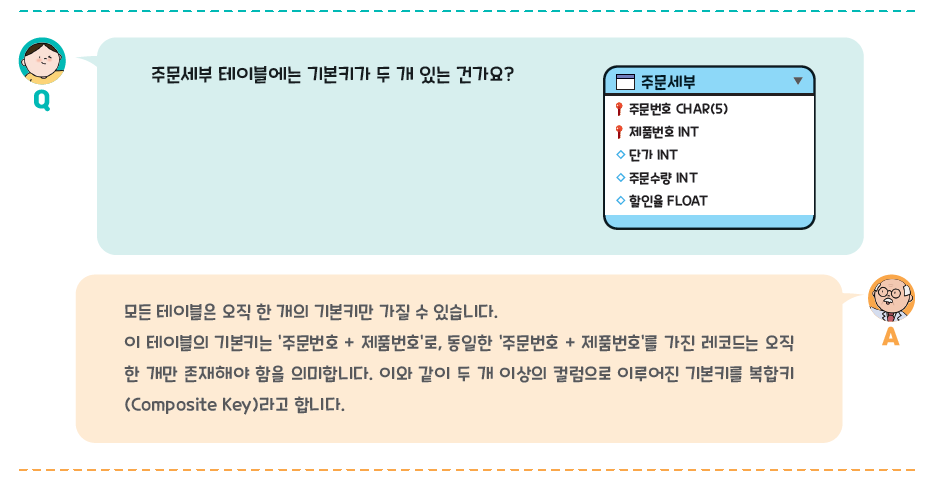 주문세부 테이블에는 기본키가 두 개 있는 건가요?
Q
주문세부
주문번호 CHAR(5)
제품번호 INT
단가 INT
주문수량 INT
할인율 FLOAT
모든 테이블은 오직 한 개의 기본키만 가질 수 있습니다.
이 테이블의 기본키는 '주문번호 + 제품번호'로, 동일한 '주문번호 + 제품번호'를 가진 레코드는 오직
한 개만 존재해야 함을 의미합니다. 이와 같이 두 개 이상의 컬럼으로 이루어진 기본키를 복합키
(Composite Key)라고 합니다.
A